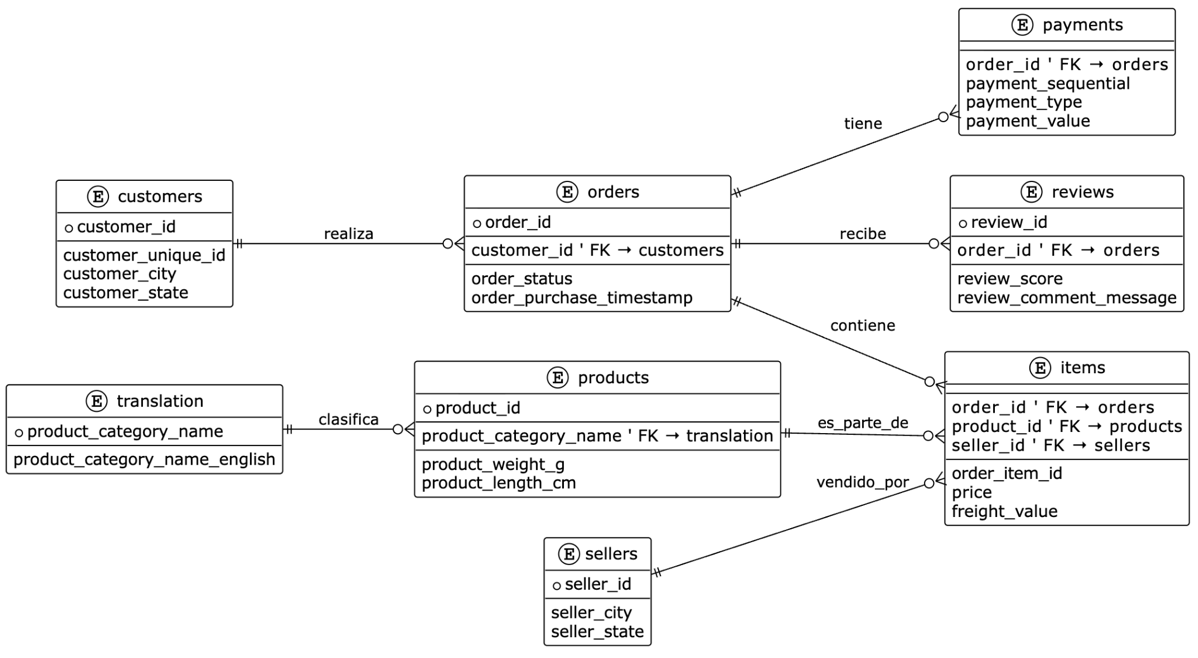 payments
order_id ' FK → orders
payment_sequential
payment_type
payment_value
tiene
customers
customer_id
customer_unique_id
customer_city
customer_state
realiza
orders
order_id
customer_id ' FK → customers
order_status
order_purchase_timestamp
recibe
reviews
review_id
order_id ' FK → orders
review_score
review_comment_message
contiene
translation
product_category_name
product_category_name_english
clasifica
products
product_id
product_category_name ' FK → translation
product_weight_g
product_length_cm
es_parte_de
items
order_id ' FK → orders
product_id ' FK → products
seller_id ' FK → sellers
order_item_id
price
freight_value
vendido_por
sellers
seller_id
seller_city
seller_state